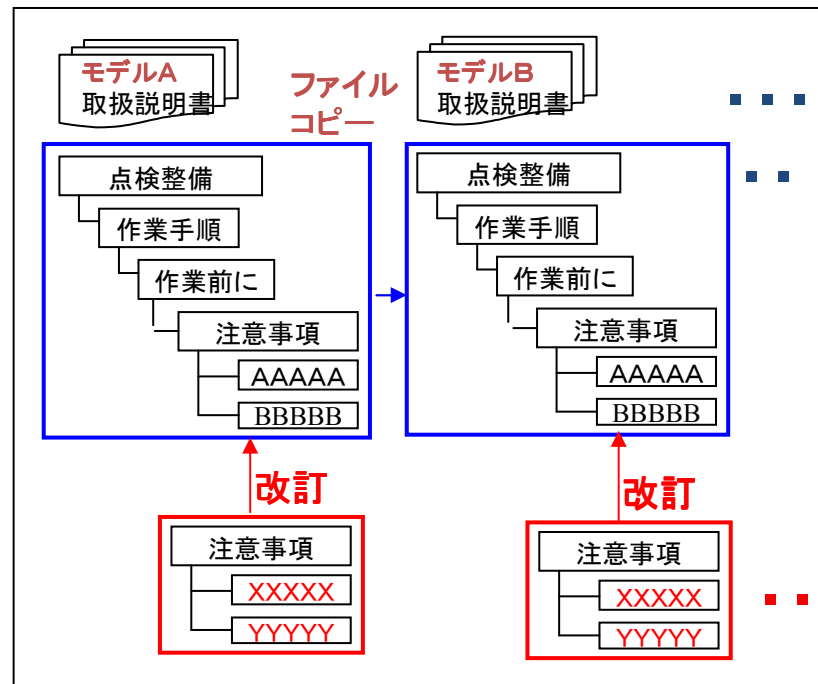 モデルA
取扱説明書
ファイル
コピー
モデルB
取扱説明書
点検整備
作業手順
作業前に
注意事項
AAAAA
BBBBB
点検整備
作業手順
作業前に
注意事項
AAAAA
BBBBB
改訂
改訂
注意事項
XXXXX
YYYYY
注意事項
XXXXX
YYYYY